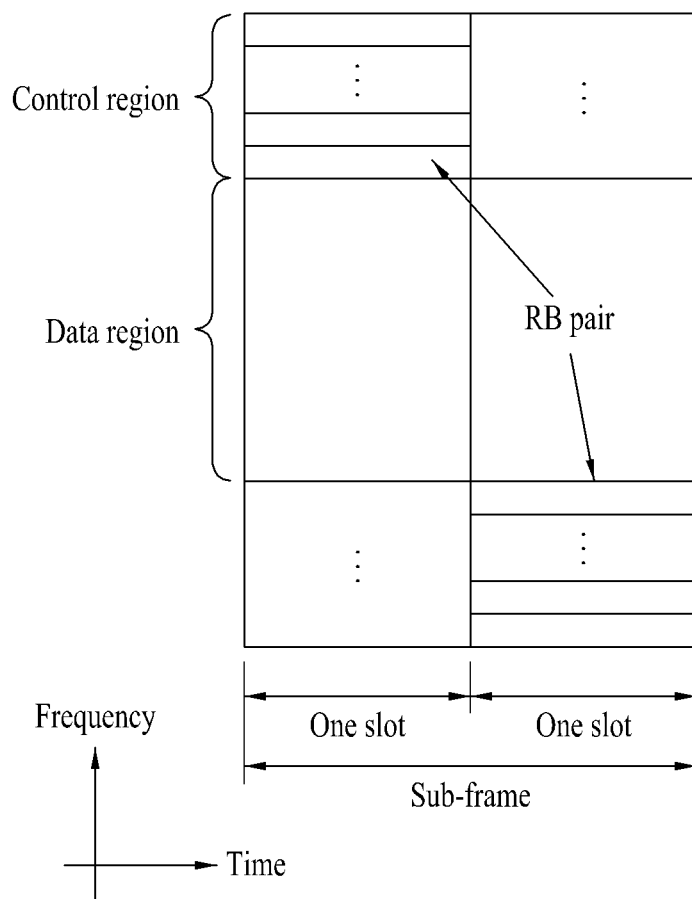 Control region
Data region
RB pair
One slot
One slot
Sub-frame
Frequency
Time